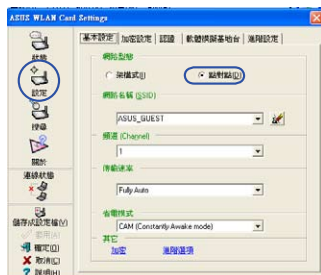 ASUS WLAN Card Settings
基本設定 加密設定 認證 軟體模擬基地台 進階設定
狀態
設定
搜尋
關於
連線狀態
儲存成設定檔(V)
套用(A)
確定(O)
取消(C)
說明(H)
網路型態
架構式(I)
點對點(D)
網路名稱 (SSID)
ASUS_GUEST
頻道 (Channel)
1
傳輸速率
Fully Auto
省電模式
CAM (Constantly Awake mode)
其它
加密 進階選項